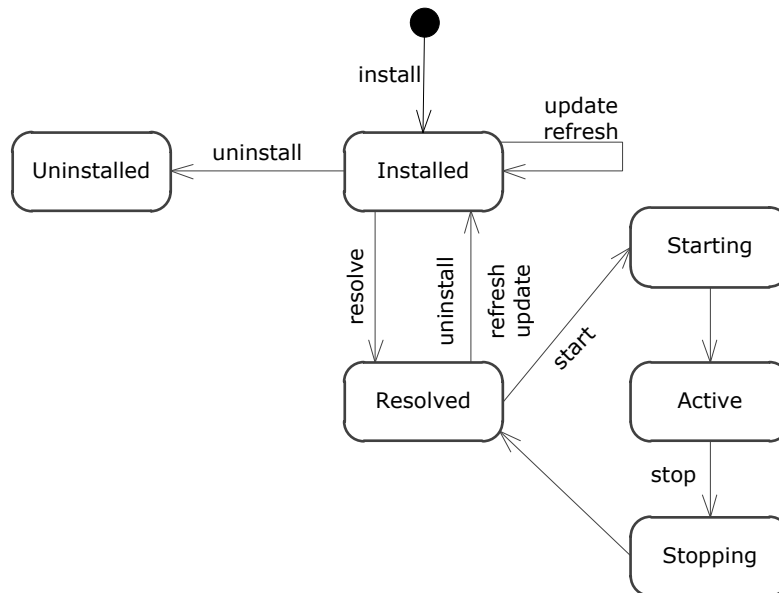 install
update
refresh
Uninstalled
uninstall
Installed
Starting
resolve
uninstall
refresh
update
start
Resolved
Active
stop
Stopping